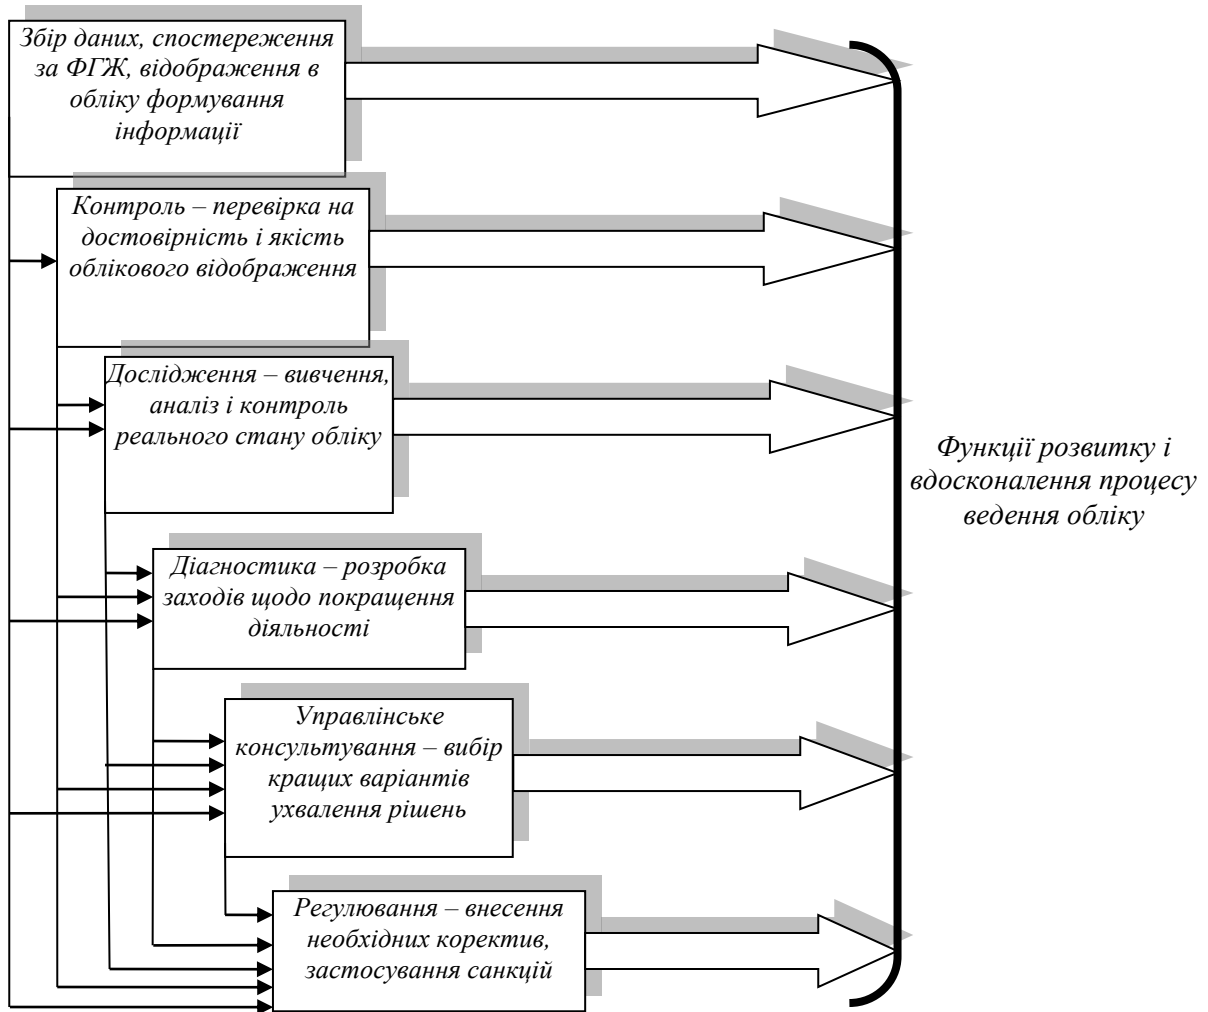 Збір даних, спостереження
за ФГЖ, відображення в
обліку формування
інформації
Контроль – перевірка на
достовірність і якість
облікового відображення
Дослідження – вивчення,
аналіз і контроль
реального стану обліку
Діагностика – розробка
заходів щодо покращення
діяльності
Управлінське
консультування – вибір
кращих варіантів
ухвалення рішень
Регулювання – внесення
необхідних коректив,
застосування санкцій
Функції розвитку і
вдосконалення процесу
ведення обліку